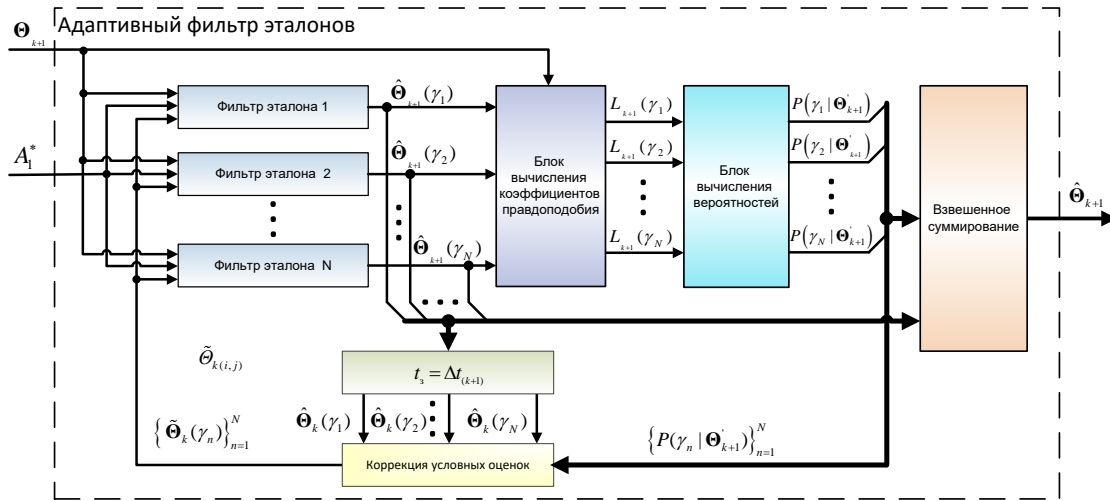 Адаптивный фильтр эталонов
Θ_{k+1}
A_1^*
Фильтр эталона 1
Фильтр эталона 2
Фильтр эталона N
Θ̂_{k+1}(γ_1)
Θ̂_{k+1}(γ_2)
Θ̂_{k+1}(γ_N)
Блок
вычисления
коэффициентов
правдоподобия
L_{k+1}(γ_1)
L_{k+1}(γ_2)
L_{k+1}(γ_N)
Блок
вычисления
вероятностей
P(γ_1 | Θ'_{k+1})
P(γ_2 | Θ'_{k+1})
P(γ_N | Θ'_{k+1})
Взвешенное
суммирование
Θ̂_{k+1}
Θ̃_{k(i,j)}
t_з = Δt_{(k+1)}
Θ̂_k(γ_1)
Θ̂_k(γ_2)
Θ̂_k(γ_N)
{Θ̃_k(γ_n)}_{n=1}^N
Коррекция условных оценок
{P(γ_n | Θ'_{k+1})}_{n=1}^N